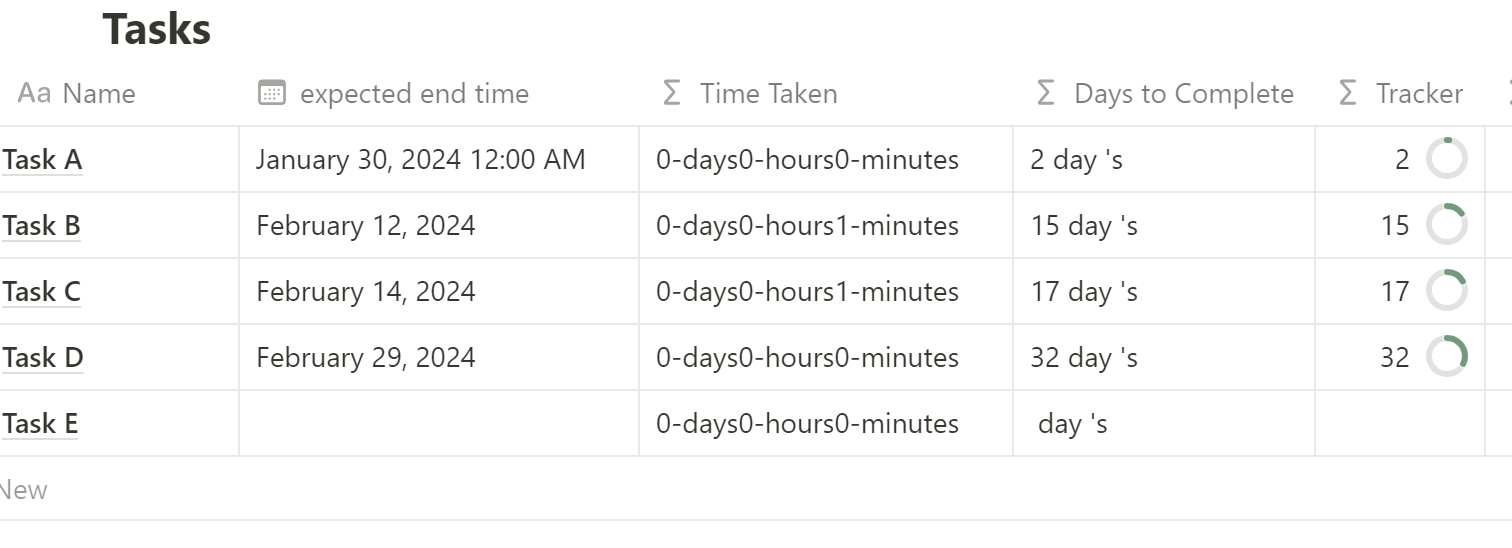 Tasks
Aa Name expected end time Σ Time Taken Σ Days to Complete Σ Tracker
Task A January 30, 2024 12:00 AM 0-days0-hours0-minutes 2 day 's 2
Task B February 12, 2024 0-days0-hours1-minutes 15 day 's 15
Task C February 14, 2024 0-days0-hours1-minutes 17 day 's 17
Task D February 29, 2024 0-days0-hours0-minutes 32 day 's 32
Task E 0-days0-hours0-minutes day 's
New